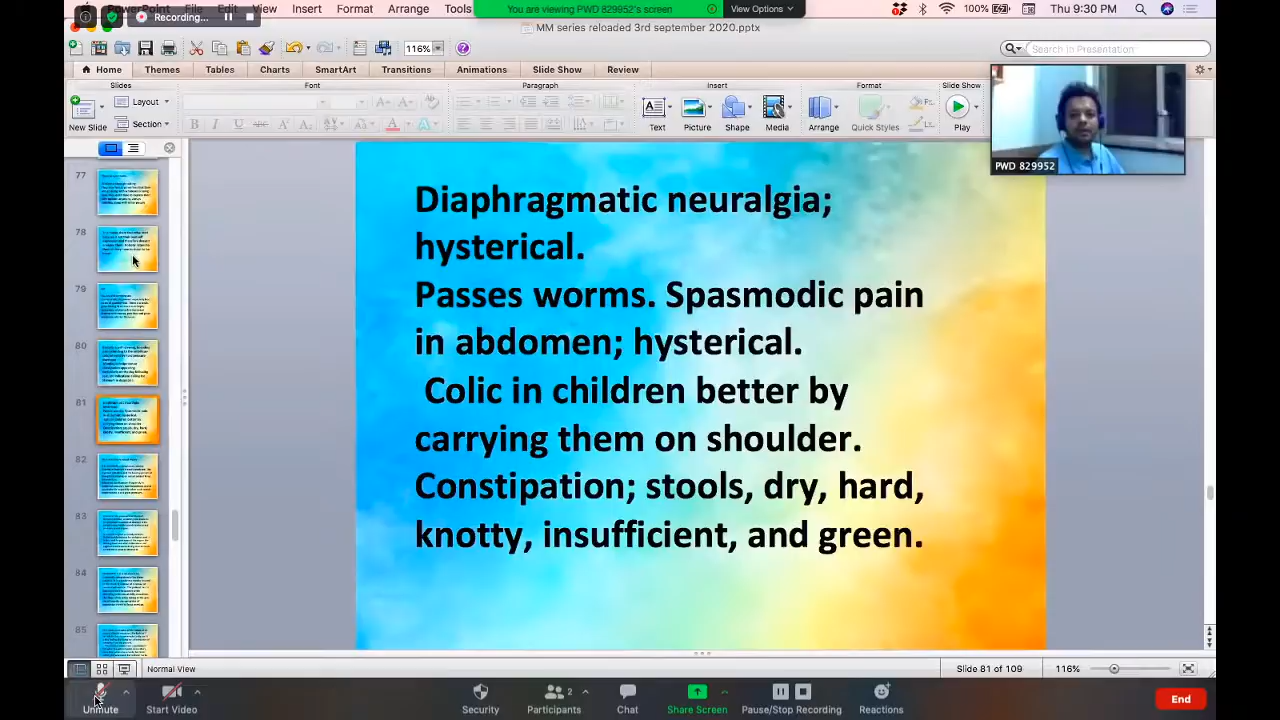 PowerPoint File Edit View Insert Format Arrange Tools
Recording...
You are viewing PWD 829952's screen
View Options
100%
Thu 9:30 PM
MM series reloaded 3rd september 2020.pptx
116%
Search in Presentation
Home Themes Tables Charts SmartArt Transitions Animations Slide Show Review
Slides Font Paragraph Insert Format Slide Show
Layout
Section
New Slide
Text Picture Shape Media Arrange Quick Styles Play
PWD 829952
77
78
79
80
81
82
83
84
85
Diaphragmatic neuralgia;
hysterical.
Passes worms. Spasmodic pain
in abdomen; hysterical.
Colic in children better by
carrying them on shoulder.
Constipation; stools, dry, hard,
knotty, insufficient, and green.
Normal View
Slide 81 of 109
116%
Unmute Start Video Security Participants 2 Chat Share Screen Pause/Stop Recording Reactions End